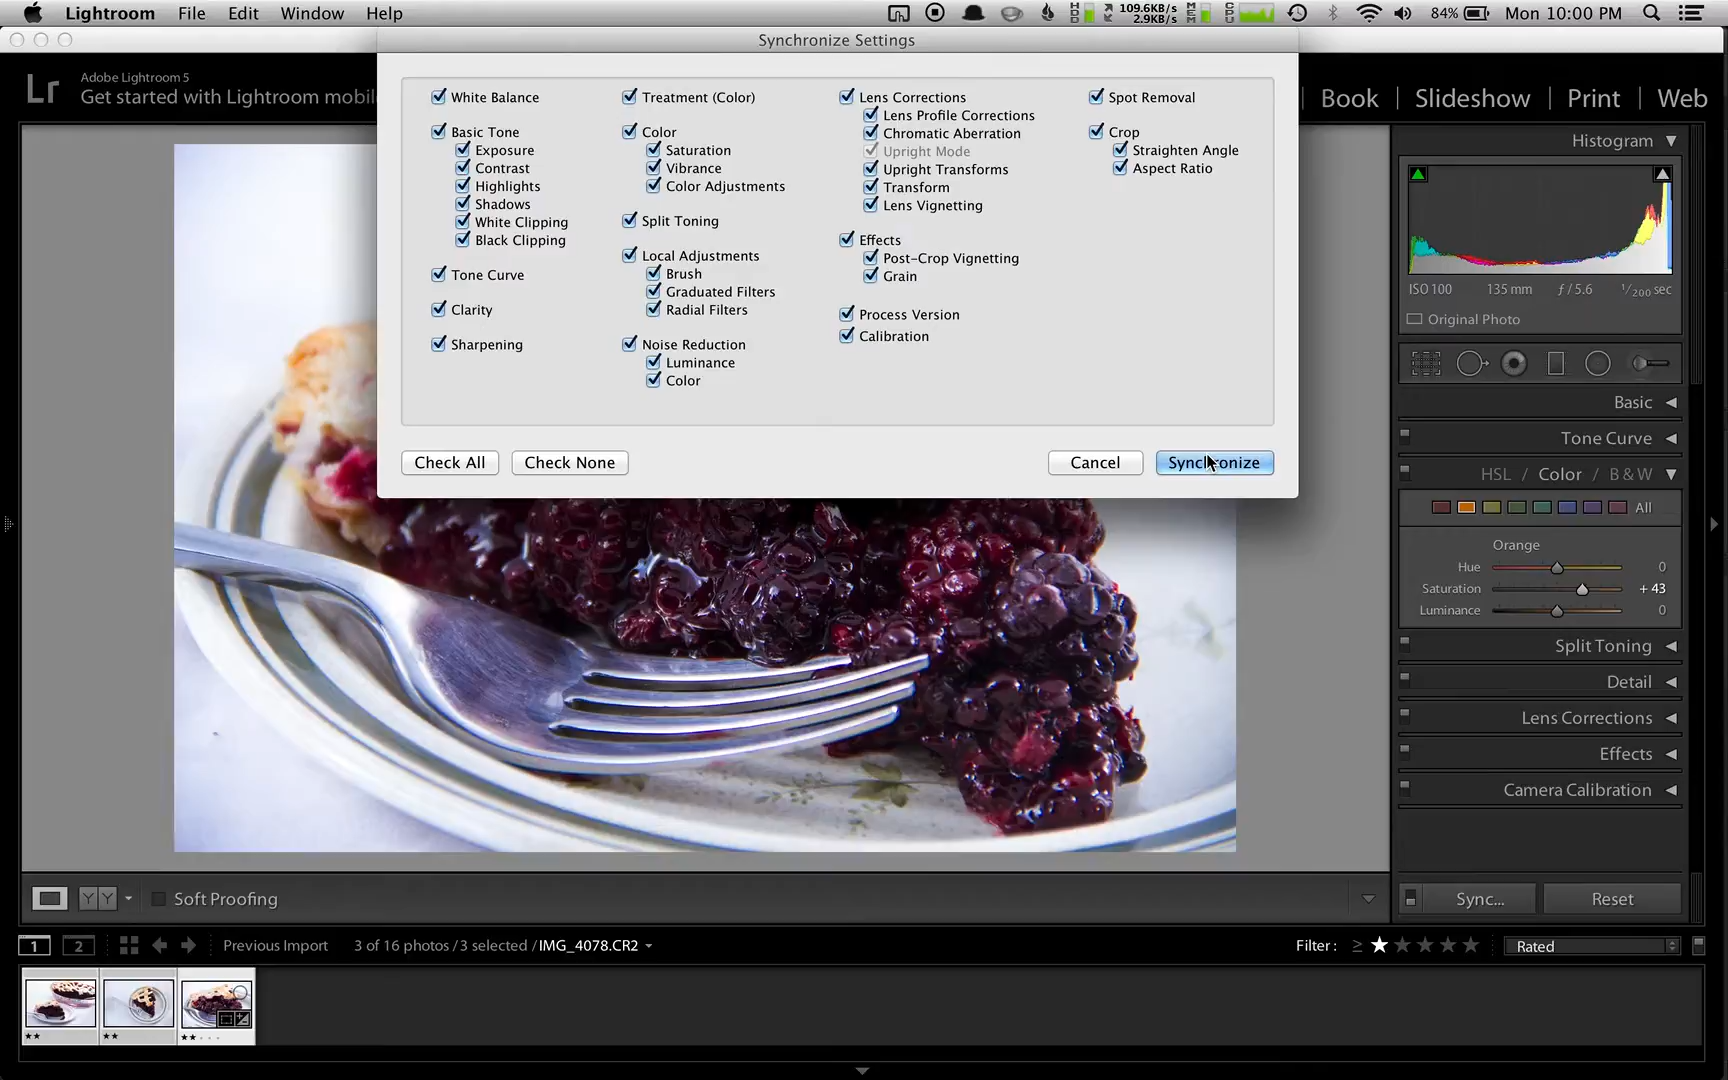 Lightroom File Edit Window Help 109.6KB/s 2.9KB/s 84% Mon 10:00 PM
Synchronize Settings
Lr Adobe Lightroom 5
Get started with Lightroom mobil
Book | Slideshow | Print | Web
White Balance
Basic Tone
Exposure
Contrast
Highlights
Shadows
White Clipping
Black Clipping
Tone Curve
Clarity
Sharpening
Treatment (Color)
Color
Saturation
Vibrance
Color Adjustments
Split Toning
Local Adjustments
Brush
Graduated Filters
Radial Filters
Noise Reduction
Luminance
Color
Lens Corrections
Lens Profile Corrections
Chromatic Aberration
Upright Mode
Upright Transforms
Transform
Lens Vignetting
Effects
Post-Crop Vignetting
Grain
Process Version
Calibration
Spot Removal
Crop
Straighten Angle
Aspect Ratio
Check All Check None Cancel Synchronize
Histogram
ISO 100 135 mm ƒ / 5.6 1/200 sec
Original Photo
Basic
Tone Curve
HSL / Color / B & W
All
Orange
Hue 0
Saturation + 43
Luminance 0
Split Toning
Detail
Lens Corrections
Effects
Camera Calibration
Y Y Soft Proofing
Sync... Reset
1 2 Previous Import 3 of 16 photos / 3 selected / IMG_4078.CR2 Filter: ≥ Rated